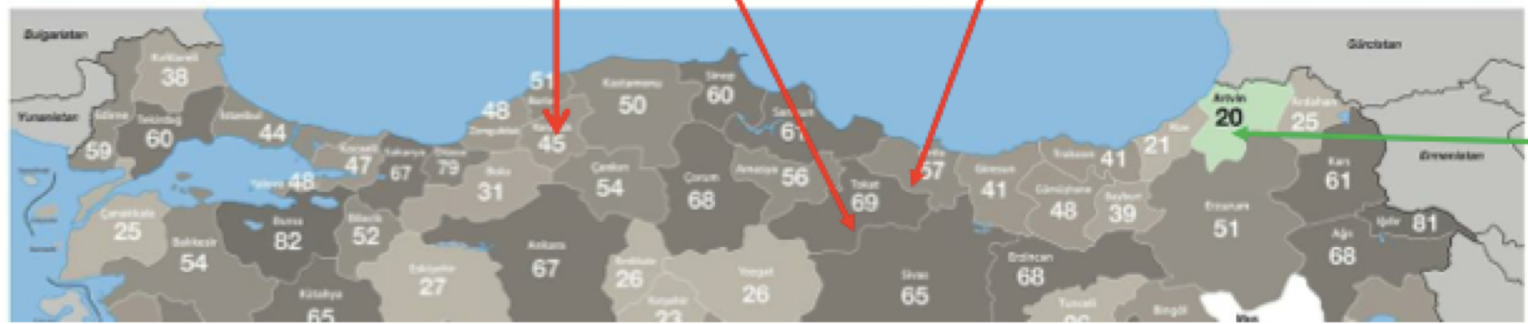 Bulgaristan
Gürcistan
Yunanistan
Ermenistan
Kırklareli
38
Edirne
59
Tekirdağ
60
İstanbul
44
Kocaeli
47
Yalova 48
Sakarya
67
79
Zonguldak
48
51
45
Bolu
31
Kastamonu
50
Sinop
60
Samsun
61
Çankırı
54
Çorum
68
Amasya
56
Tokat
69
57
Giresun
41
Trabzon
41
Gümüşhane
48
Bayburt
39
Rize
21
Artvin
20
Ardahan
25
Kars
61
Iğdır 81
Ağrı
68
Erzurum
51
Erzincan
68
Sivas
65
Yozgat
26
26
Kırşehir
23
Ankara
67
Eskişehir
27
Bilecik
52
Bursa
82
Kütahya
65
Balıkesir
54
Çanakkale
25
Tunceli
Bingöl